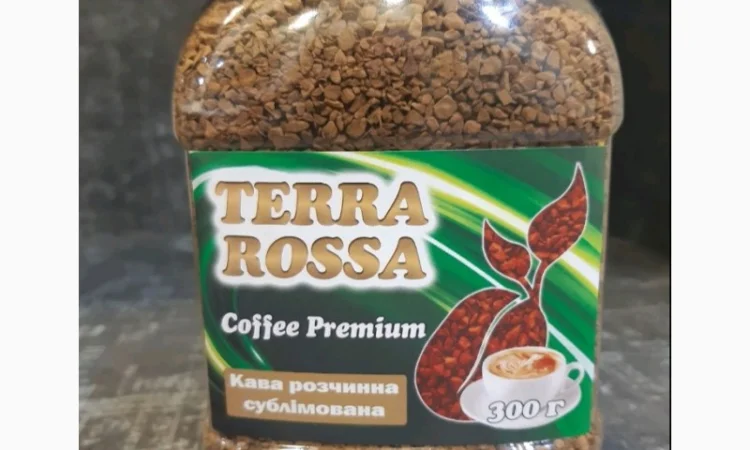 TERRA
ROSSA
Coffee Premium
Кава розчинна
сублімована
300 г